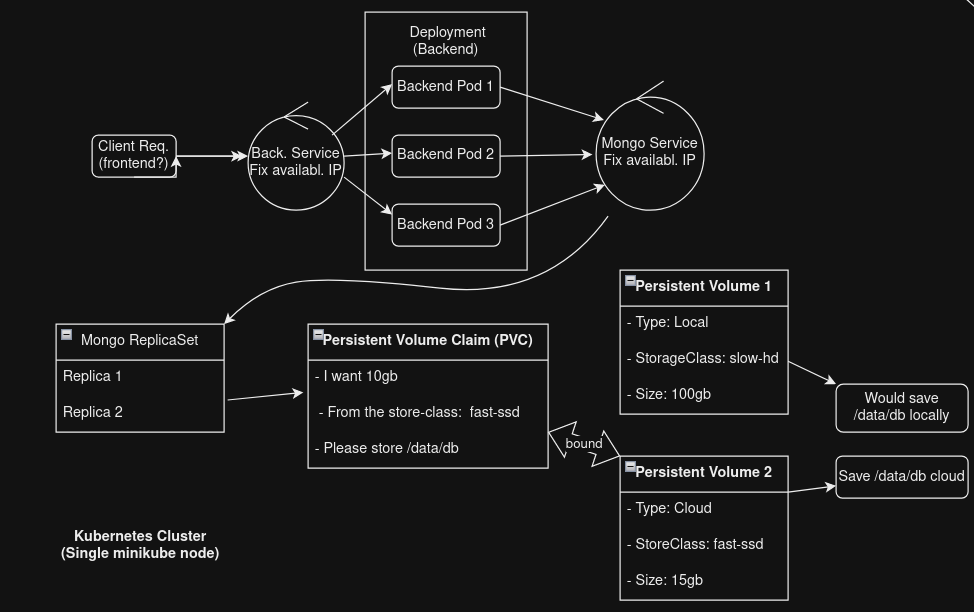 Deployment
(Backend)
Backend Pod 1
Backend Pod 2
Backend Pod 3
Client Req.
(frontend?)
Back. Service
Fix availabl. IP
Mongo Service
Fix availabl. IP
Mongo ReplicaSet
Replica 1
Replica 2
Persistent Volume Claim (PVC)
- I want 10gb
- From the store-class: fast-ssd
- Please store /data/db
bound
Persistent Volume 1
- Type: Local
- StorageClass: slow-hd
- Size: 100gb
Would save
/data/db locally
Persistent Volume 2
- Type: Cloud
- StoreClass: fast-ssd
- Size: 15gb
Save /data/db cloud
Kubernetes Cluster
(Single minikube node)